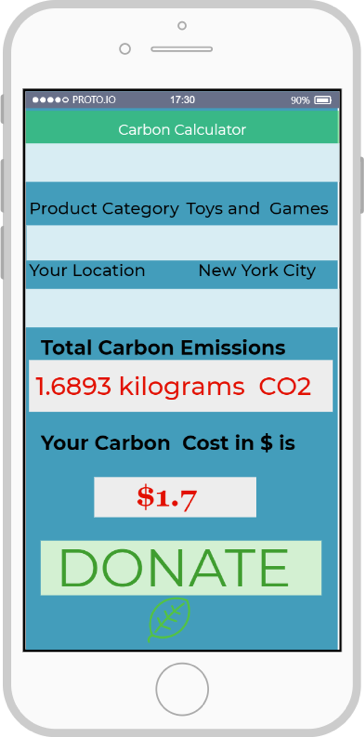 PROTO.IO 17:30 90%
Carbon Calculator
Product Category Toys and Games
Your Location New York City
Total Carbon Emissions
1.6893 kilograms CO2
Your Carbon Cost in $ is
$1.7
DONATE